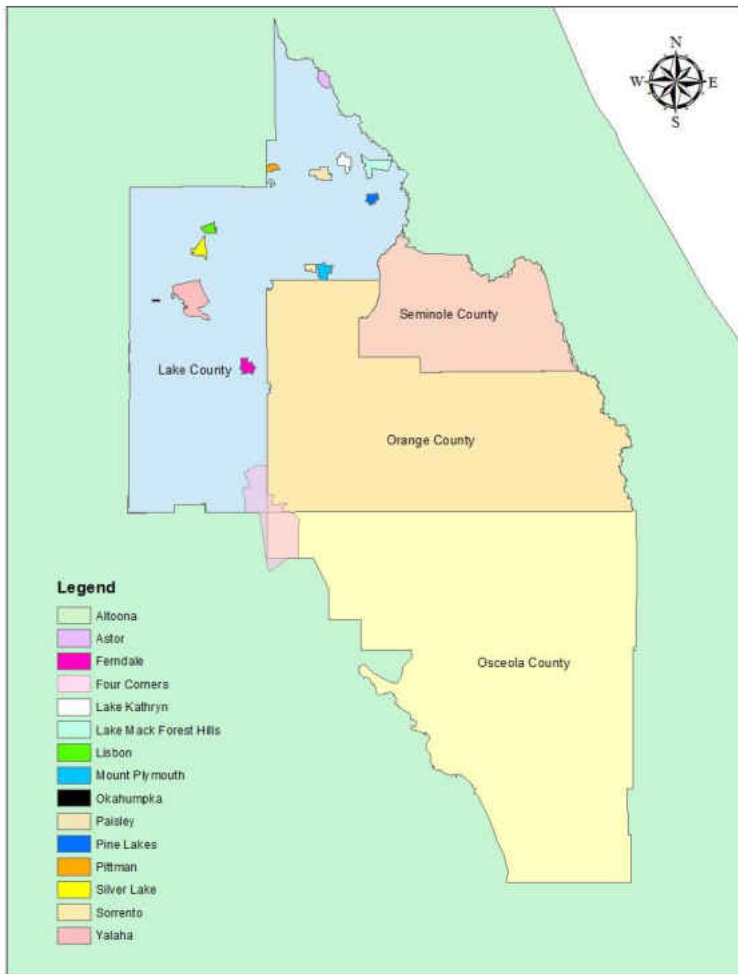 N
W E
S
Seminole County
Lake County
Orange County
Osceola County
Legend
Altoona
Astor
Ferndale
Four Corners
Lake Kathryn
Lake Mack Forest Hills
Lisbon
Mount Plymouth
Okahumpka
Paisley
Pine Lakes
Pittman
Silver Lake
Sorrento
Yalaha